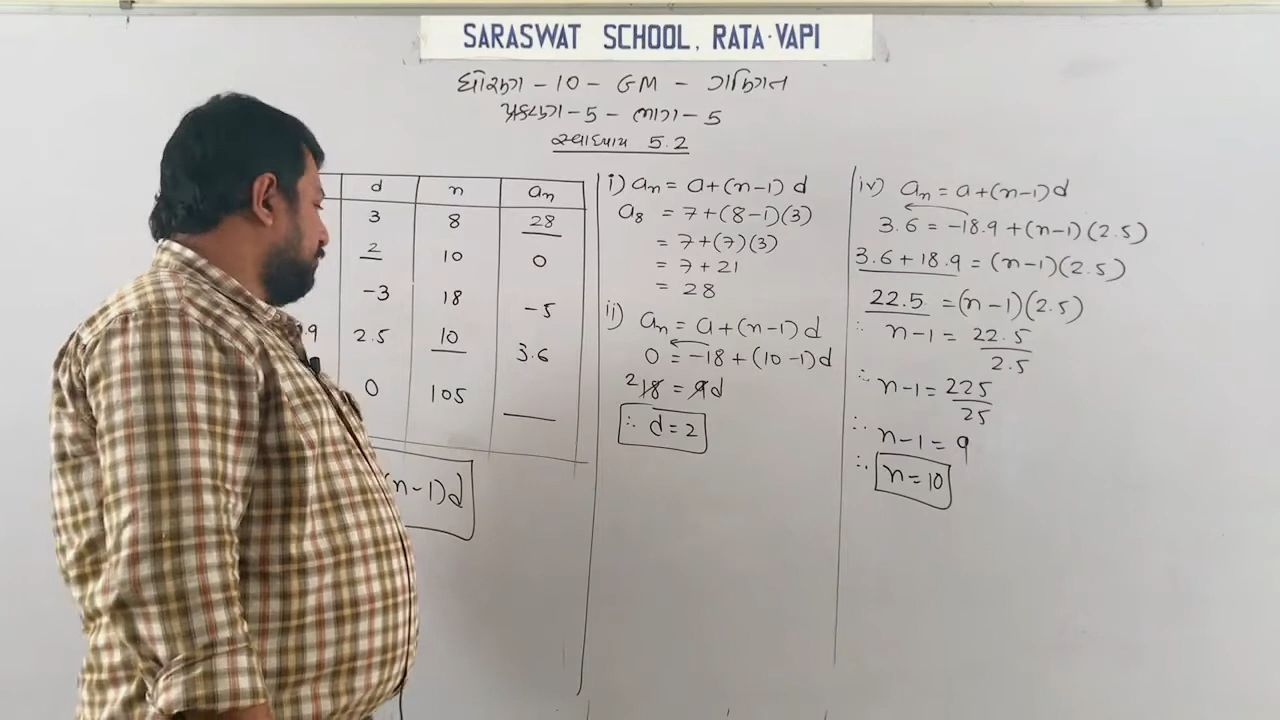 SARASWAT SCHOOL, RATA·VAPI
ધોરણ - 10 - GM - ગણિત
પ્રકરણ - 5 - ભાગ - 5
સ્વાધ્યાય 5.2
d n an
3 8 28
2 10 0
-3 18 -5
.9 2.5 10 3.6
0 105 ___
(n-1)d
i) an = a+(n-1) d
a8 = 7+(8-1)(3)
= 7+(7)(3)
= 7+21
= 28
ii) an = a+(n-1)d
0 = -18+(10-1)d
2 18 = 9d
∴ d=2
iv) an = a+(n-1)d
3.6 = -18.9 +(n-1)(2.5)
3.6+18.9 = (n-1)(2.5)
22.5 = (n-1)(2.5)
∴ n-1 = 22.5/2.5
∴ n-1 = 225/25
∴ n-1 = 9
∴ n=10